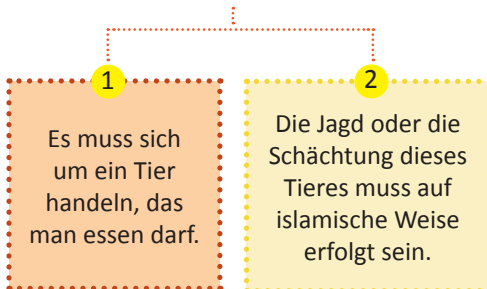 1
Es muss sich
um ein Tier
handeln, das
man essen darf.
2
Die Jagd oder die
Schächtung dieses
Tieres muss auf
islamische Weise
erfolgt sein.